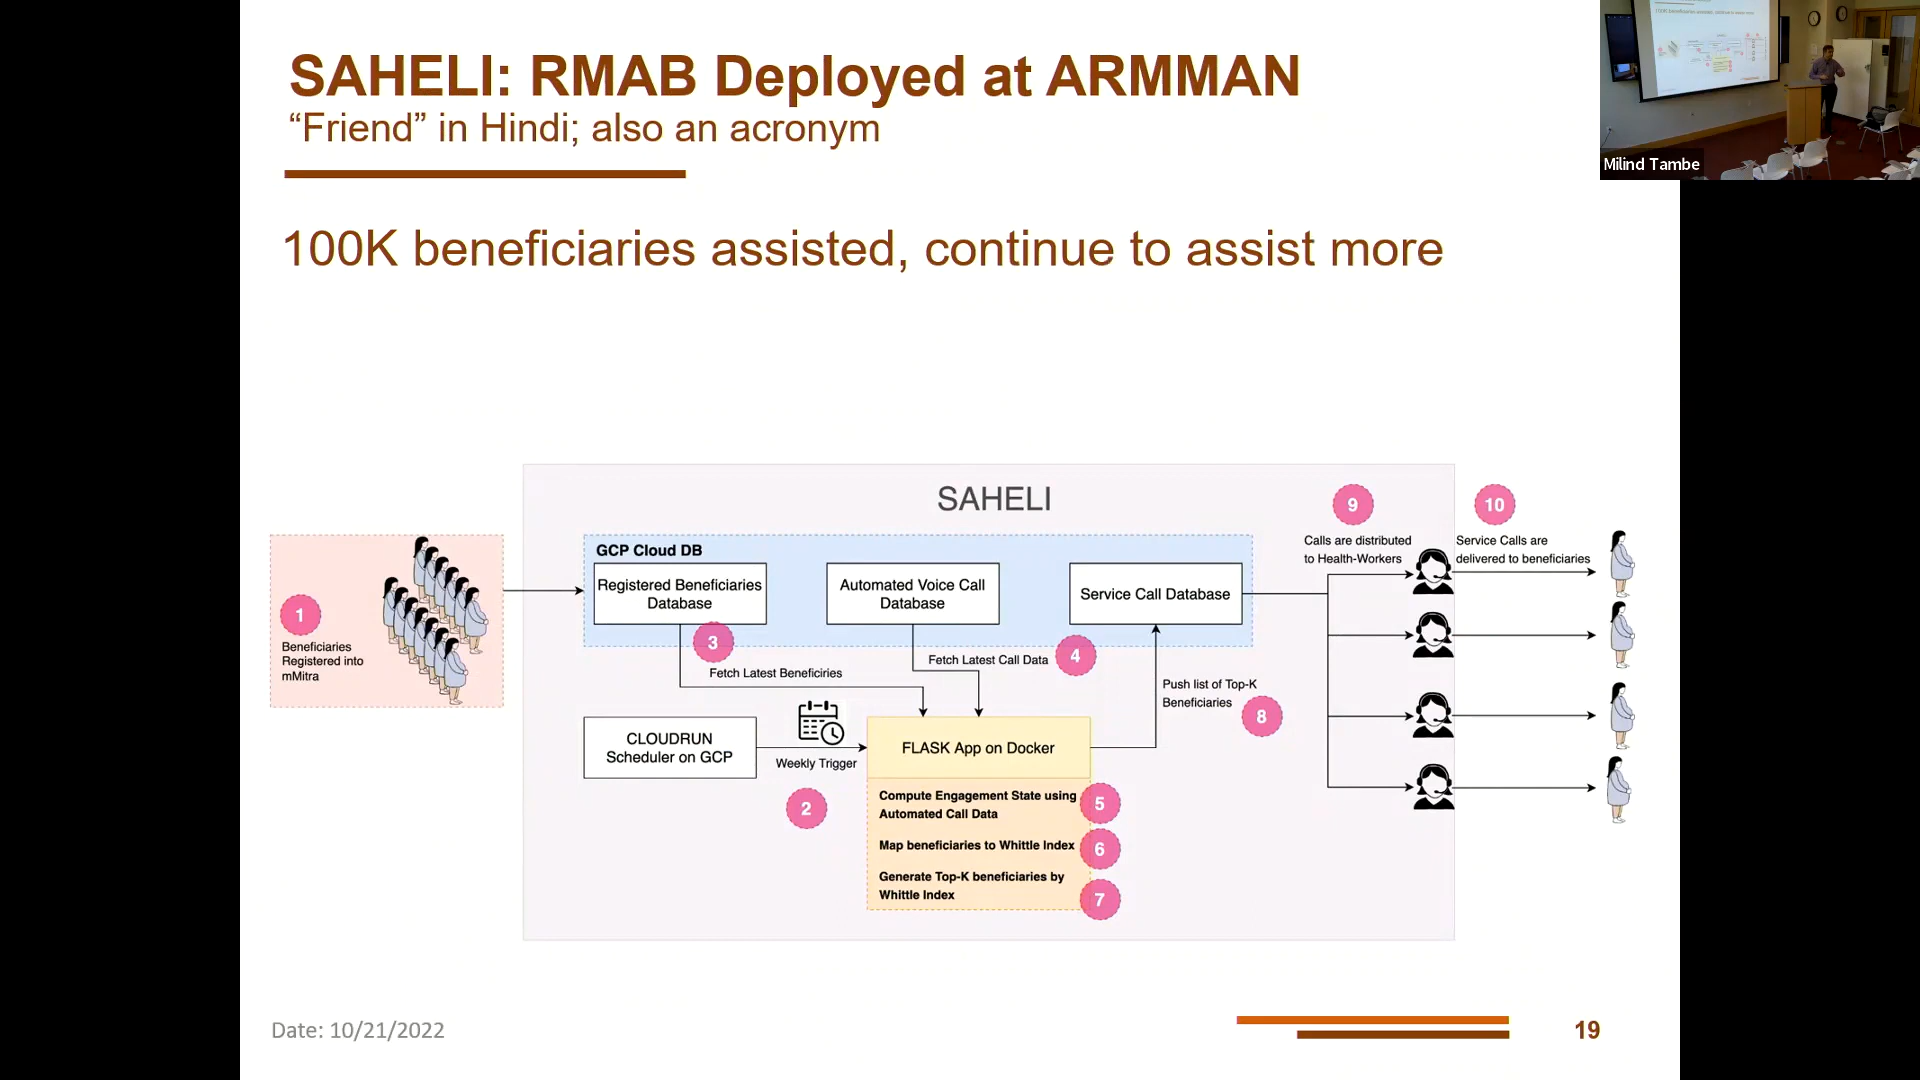 SAHELI: RMAB Deployed at ARMMAN
“Friend” in Hindi; also an acronym
Milind Tambe
100K beneficiaries assisted, continue to assist more
SAHELI
1
Beneficiaries
Registered into
mMitra
GCP Cloud DB
Registered Beneficiaries
Database
Automated Voice Call
Database
Service Call Database
3
Fetch Latest Beneficiries
Fetch Latest Call Data
4
CLOUDRUN
Scheduler on GCP
Weekly Trigger
2
FLASK App on Docker
Compute Engagement State using
Automated Call Data
5
Map beneficiaries to Whittle Index
6
Generate Top-K beneficiaries by
Whittle Index
7
Push list of Top-K
Beneficiaries
8
9
Calls are distributed
to Health-Workers
10
Service Calls are
delivered to beneficiaries
Date: 10/21/2022
19